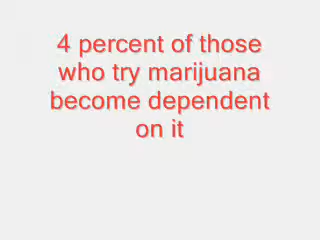 4 percent of those
who try marijuana
become dependent
on it